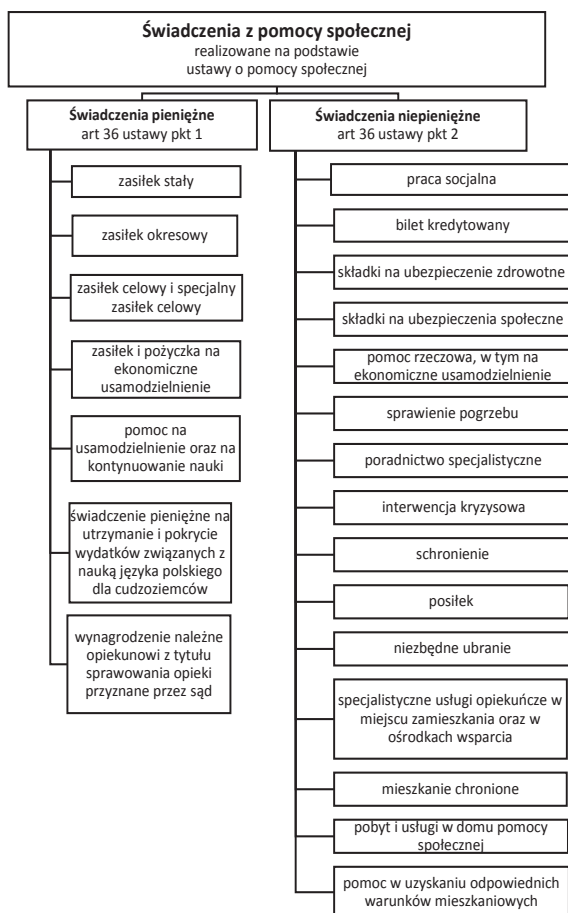 Świadczenia z pomocy społecznej
realizowane na podstawie
ustawy o pomocy społecznej
Świadczenia pieniężne
art 36 ustawy pkt 1
zasiłek stały
zasiłek okresowy
zasiłek celowy i specjalny
zasiłek celowy
zasiłek i pożyczka na
ekonomiczne
usamodzielnienie
pomoc na
usamodzielnienie oraz na
kontynuowanie nauki
świadczenie pieniężne na
utrzymanie i pokrycie
wydatków związanych z
nauką języka polskiego
dla cudzoziemców
wynagrodzenie należne
opiekunowi z tytułu
sprawowania opieki
przyznane przez sąd
Świadczenia niepieniężne
art 36 ustawy pkt 2
praca socjalna
bilet kredytowany
składki na ubezpieczenie zdrowotne
składki na ubezpieczenia społeczne
pomoc rzeczowa, w tym na
ekonomiczne usamodzielnienie
sprawienie pogrzebu
poradnictwo specjalistyczne
interwencja kryzysowa
schronienie
posiłek
niezbędne ubranie
specjalistyczne usługi opiekuńcze w
miejscu zamieszkania oraz w
ośrodkach wsparcia
mieszkanie chronione
pobyt i usługi w domu pomocy
społecznej
pomoc w uzyskaniu odpowiednich
warunków mieszkaniowych